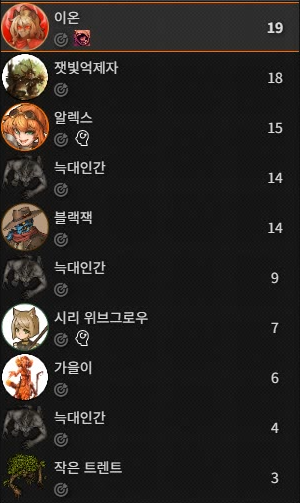 이온 19
잿빛억제자 18
알렉스 15
늑대인간 14
블랙잭 14
늑대인간 9
시리 위브그로우 7
가을이 6
늑대인간 4
작은 트렌트 3